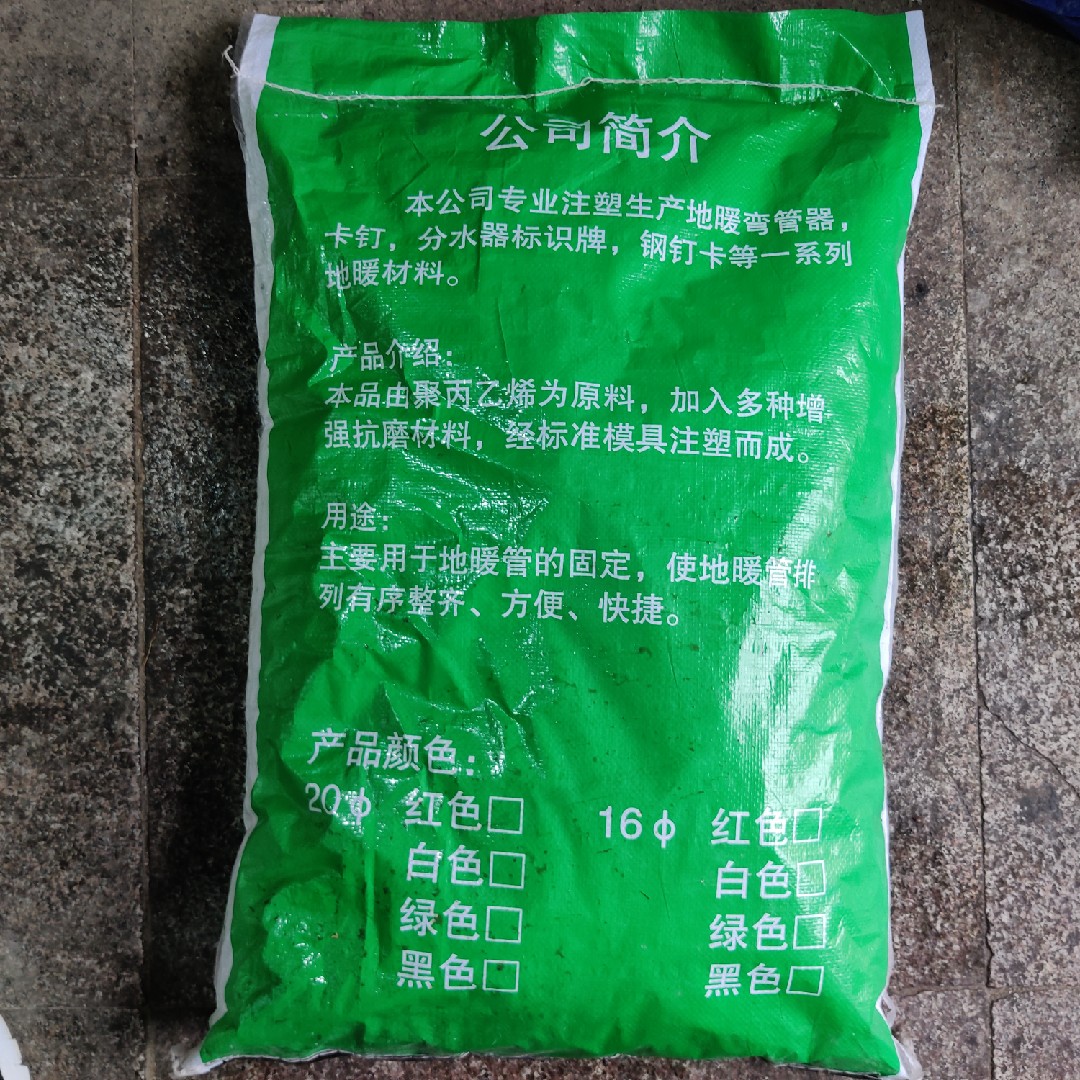 公司简介
本公司专业注塑生产地暖弯管器，
卡钉，分水器标识牌，钢钉卡等一系列
地暖材料。
产品介绍：
本品由聚丙乙烯为原料，加入多种增
强抗磨材料，经标准模具注塑而成。
用途：
主要用于地暖管的固定，使地暖管排
列有序整齐、方便、快捷。
产品颜色：
20φ 红色□ 16φ 红色□
白色□ 白色□
绿色□ 绿色□
黑色□ 黑色□